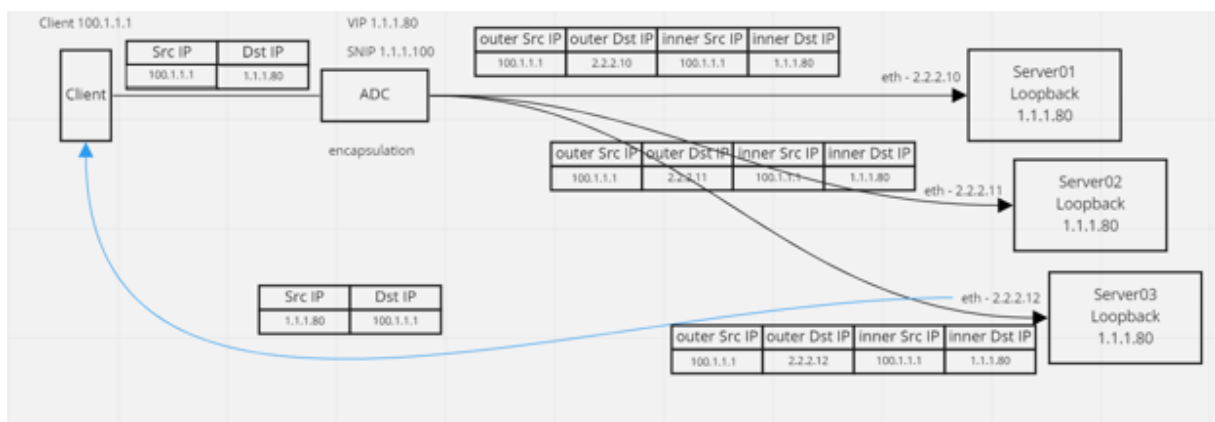 Client 100.1.1.1
VIP 1.1.1.80
SNIP 1.1.1.100
Src IP Dst IP
100.1.1.1 1.1.1.80
Client
ADC
encapsulation
outer Src IP outer Dst IP inner Src IP inner Dst IP
100.1.1.1 2.2.2.10 100.1.1.1 1.1.1.80
eth - 2.2.2.10
Server01
Loopback
1.1.1.80
outer Src IP outer Dst IP inner Src IP inner Dst IP
100.1.1.1 2.2.2.11 100.1.1.1 1.1.1.80
eth - 2.2.2.11
Server02
Loopback
1.1.1.80
Src IP Dst IP
1.1.1.80 100.1.1.1
eth - 2.2.2.12
Server03
Loopback
1.1.1.80
outer Src IP outer Dst IP inner Src IP inner Dst IP
100.1.1.1 2.2.2.12 100.1.1.1 1.1.1.80